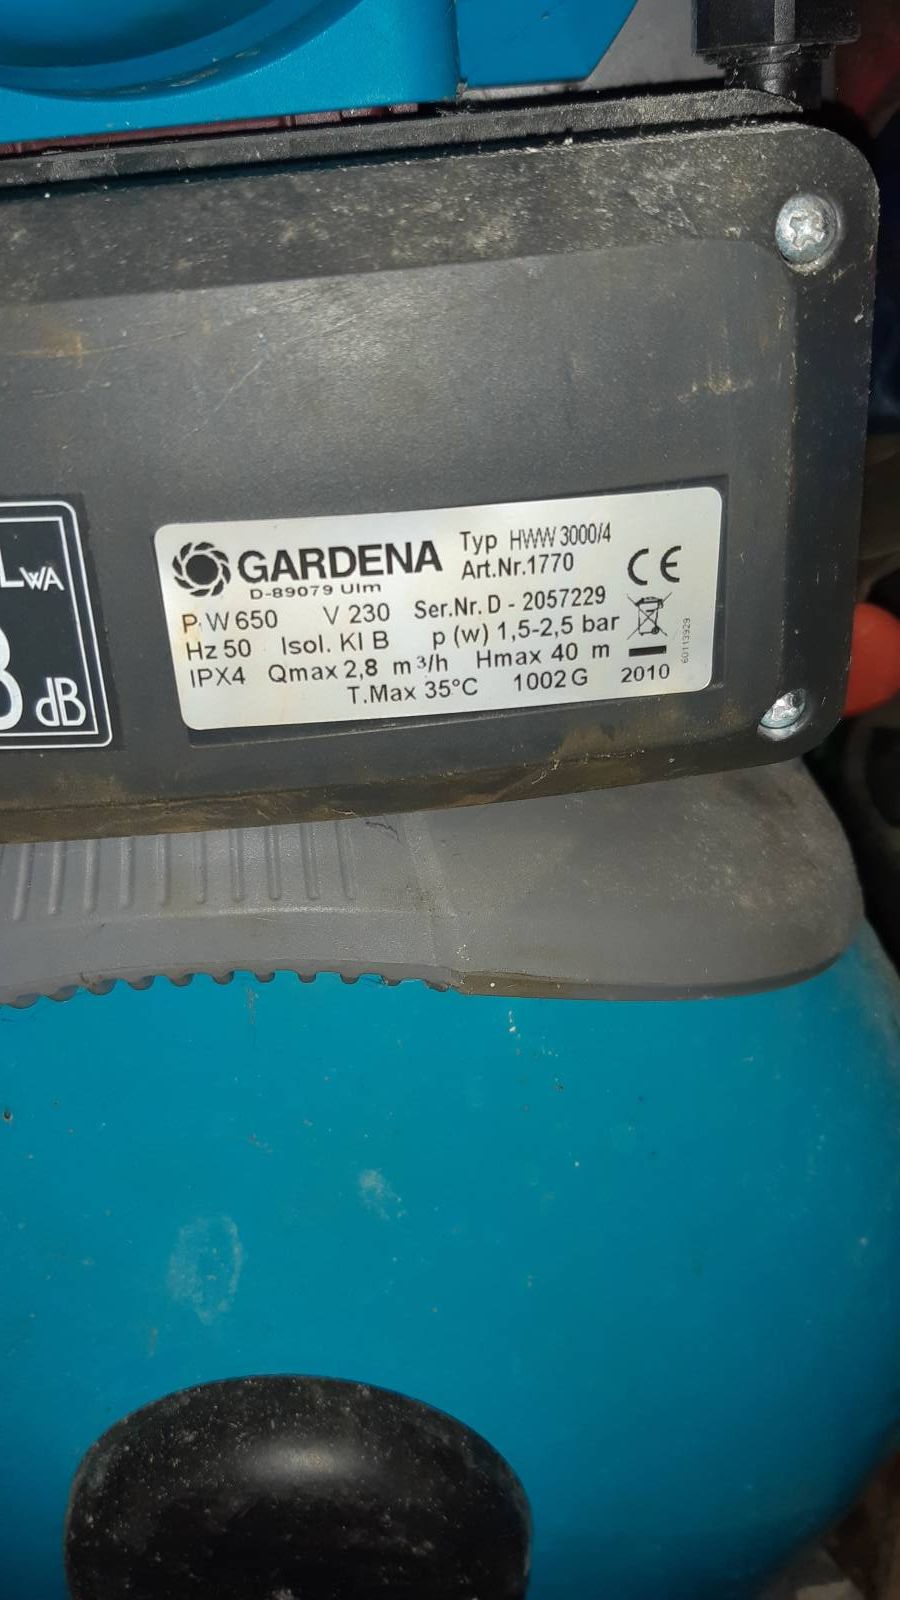 LWA
dB
GARDENA
D-89079 Ulm
Typ HWW 3000/4
Art.Nr.1770
CE
P. W 650 V 230 Ser.Nr. D - 2057229
Hz 50 Isol. Kl B p (w) 1,5-2,5 bar
IPX4 Qmax 2,8 m³/h Hmax 40 m
T.Max 35°C 1002 G 2010
60113929